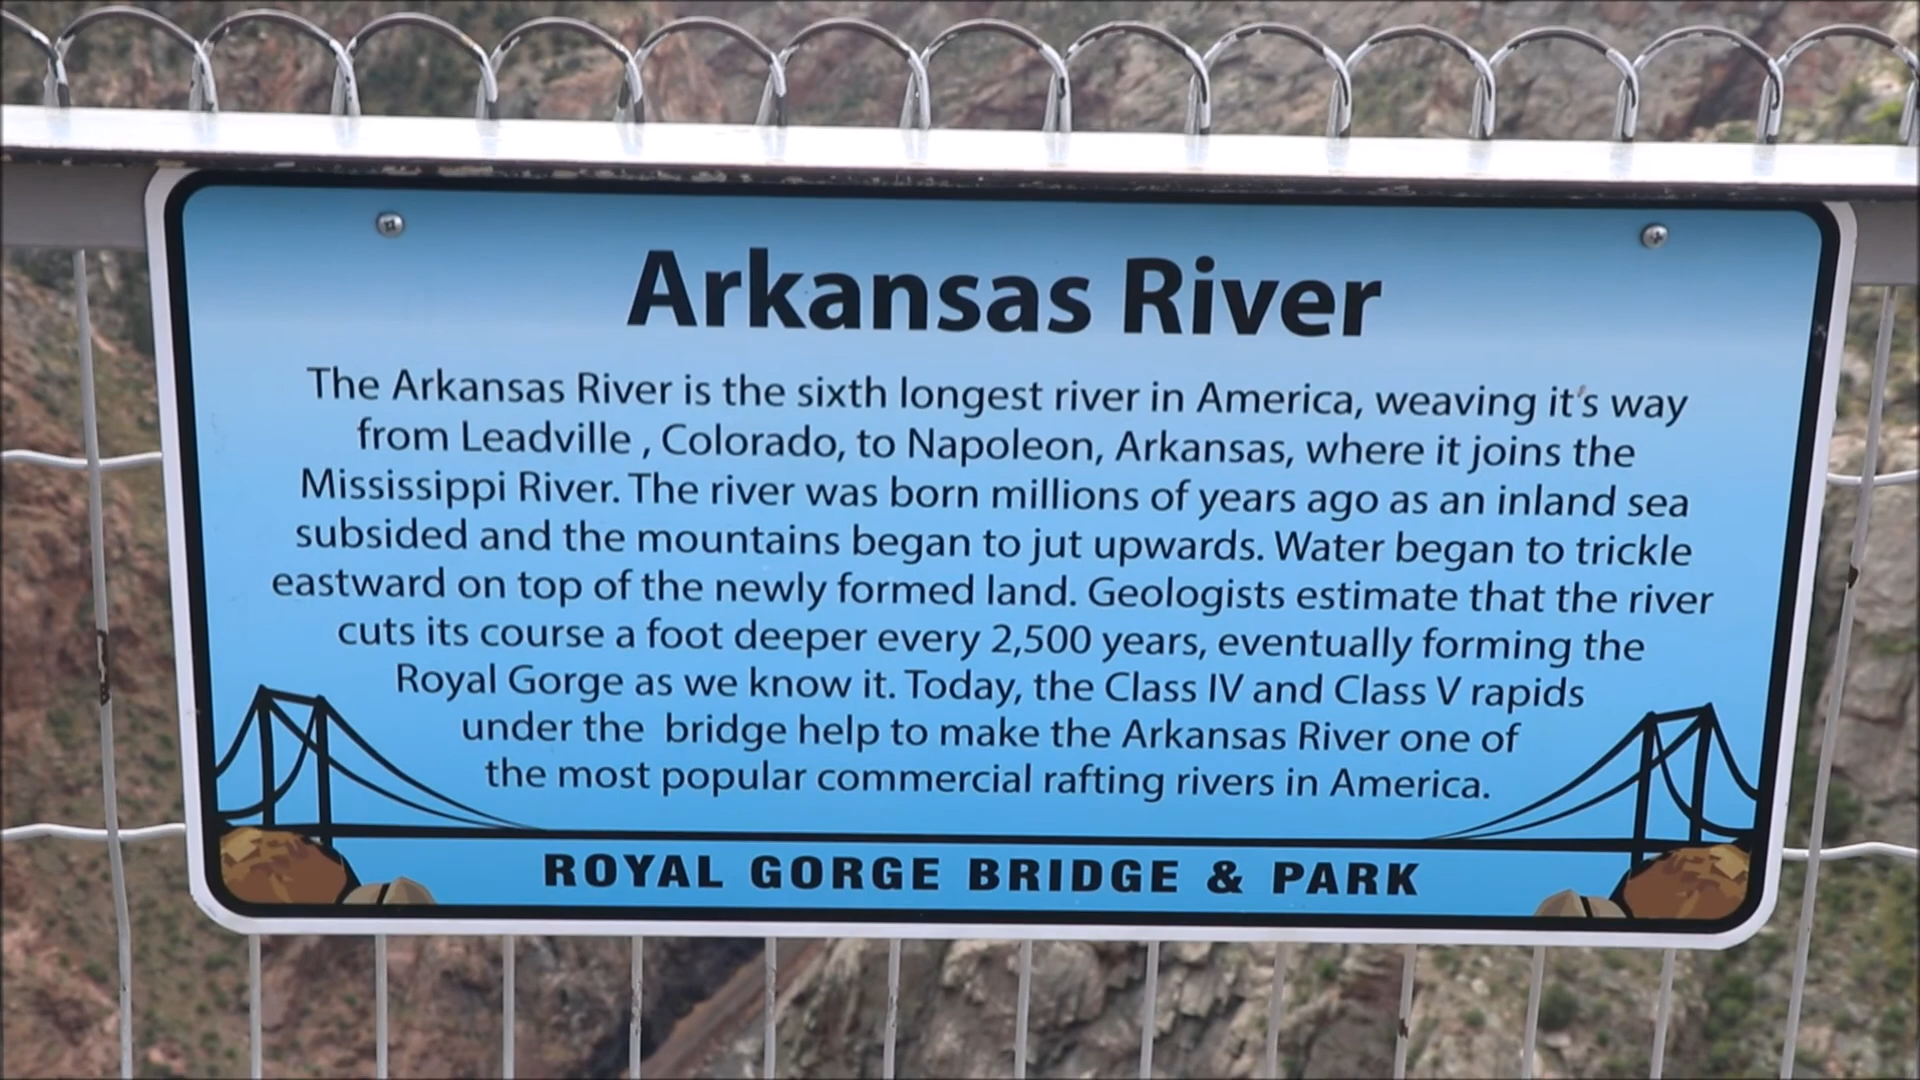 Arkansas River
The Arkansas River is the sixth longest river in America, weaving it's way
from Leadville , Colorado, to Napoleon, Arkansas, where it joins the
Mississippi River. The river was born millions of years ago as an inland sea
subsided and the mountains began to jut upwards. Water began to trickle
eastward on top of the newly formed land. Geologists estimate that the river
cuts its course a foot deeper every 2,500 years, eventually forming the
Royal Gorge as we know it. Today, the Class IV and Class V rapids
under the  bridge help to make the Arkansas River one of
the most popular commercial rafting rivers in America.
ROYAL GORGE BRIDGE & PARK